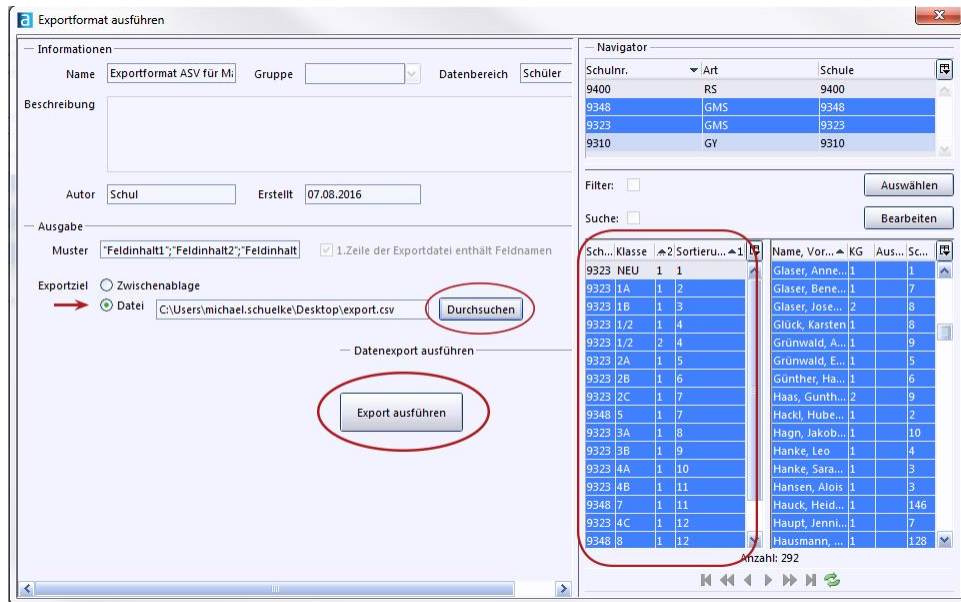 Exportformat ausführen
Informationen
Name Exportformat ASV für Ma Gruppe Datenbereich Schüler
Beschreibung
Autor Schul Erstellt 07.08.2016
Ausgabe
Muster "Feldinhalt1";"Feldinhalt2";"Feldinhalt 1.Zeile der Exportdatei enthält Feldnamen
Exportziel Zwischenablage
Datei C:\Users\michael.schuelke\Desktop\export.csv Durchsuchen
Datenexport ausführen
Export ausführen
Navigator
Schulnr. Art Schule
9400 RS 9400
9348 GMS 9348
9323 GMS 9323
9310 GY 9310
Filter: Auswählen
Suche: Bearbeiten
Sch... Klasse 2 Sortieru... 1 Name, Vor... KG Aus... Sc...
9323 NEU 1 1 Glaser, Anne... 1 1
9323 1A 1 2 Glaser, Bene... 1 7
9323 1B 1 3 Glaser, Jose... 2 8
9323 1/2 1 4 Glück, Karsten 1 8
9323 1/2 2 4 Grünwald, A... 1 9
9323 2A 1 5 Grünwald, E... 1 5
9323 2B 1 6 Günther, Ha... 1 6
9323 2C 1 7 Haas, Gunth... 2 9
9348 5 1 7 Hackl, Hube... 1 2
9323 3A 1 8 Hagn, Jakob... 1 10
9323 3B 1 9 Hanke, Leo 1 4
9323 4A 1 10 Hanke, Sara... 1 3
9323 4B 1 11 Hansen, Alois 1 3
9348 7 1 11 Hauck, Heid... 1 146
9323 4C 1 12 Haupt, Jenni... 1 7
9348 8 1 12 Hausmann, ... 1 128
Anzahl: 292